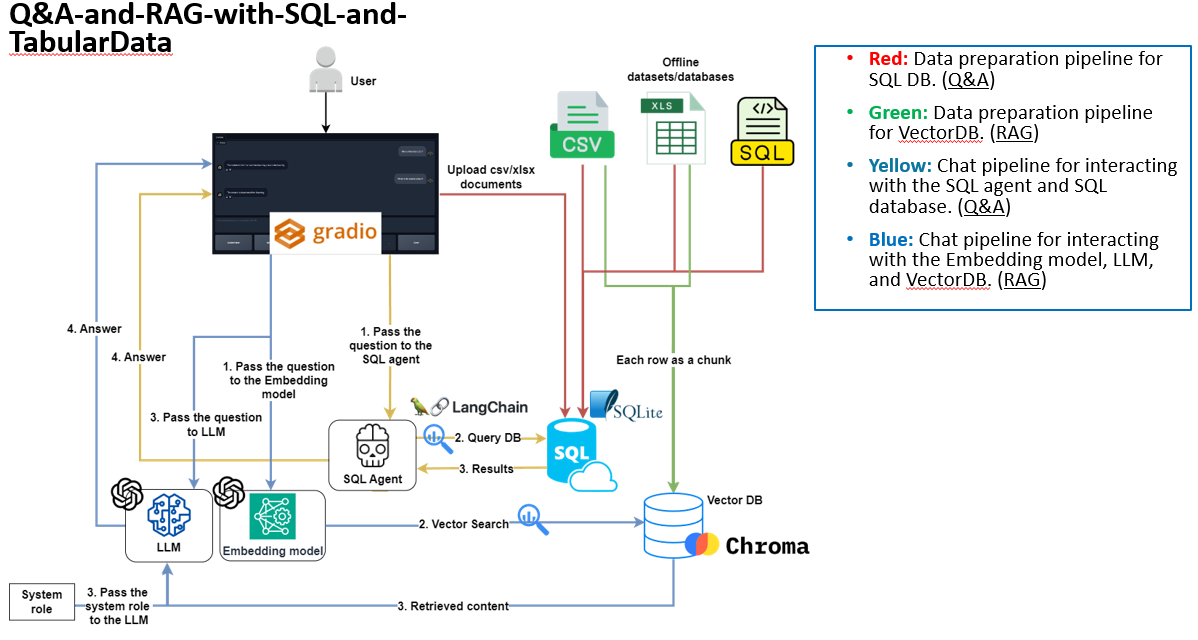 Q&A-and-RAG-with-SQL-and-
TabularData
User
Offline
datasets/databases
CSV
XLS
</>
SQL
Upload csv/xlsx
documents
gradio
Red: Data preparation pipeline for
SQL DB. (Q&A)
Green: Data preparation pipeline
for VectorDB. (RAG)
Yellow: Chat pipeline for interacting
with the SQL agent and SQL
database. (Q&A)
Blue: Chat pipeline for interacting
with the Embedding model, LLM,
and VectorDB. (RAG)
4. Answer
4. Answer
1. Pass the question
to the Embedding
model
1. Pass the
question to the
SQL agent
3. Pass the question
to LLM
Each row as a chunk
LangChain
SQLite
SQL Agent
2. Query DB
3. Results
SQL
LLM
Embedding model
2. Vector Search
Vector DB
Chroma
System
role
3. Pass the
system role
to the LLM
3. Retrieved content